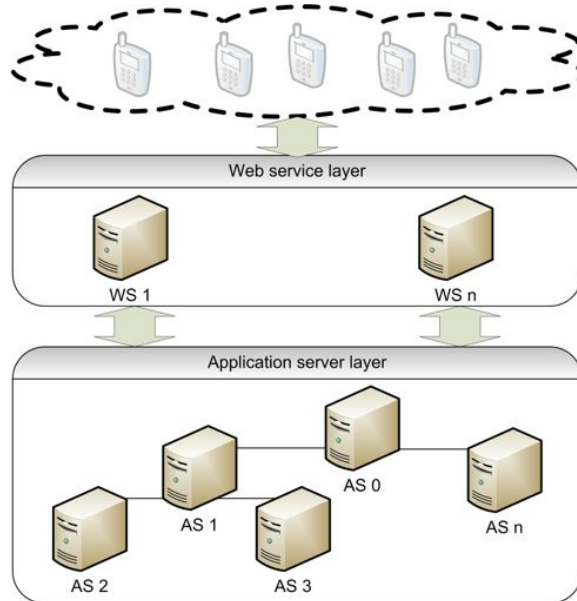 Web service layer
WS 1
WS n
Application server layer
AS 0
AS 1
AS n
AS 2
AS 3